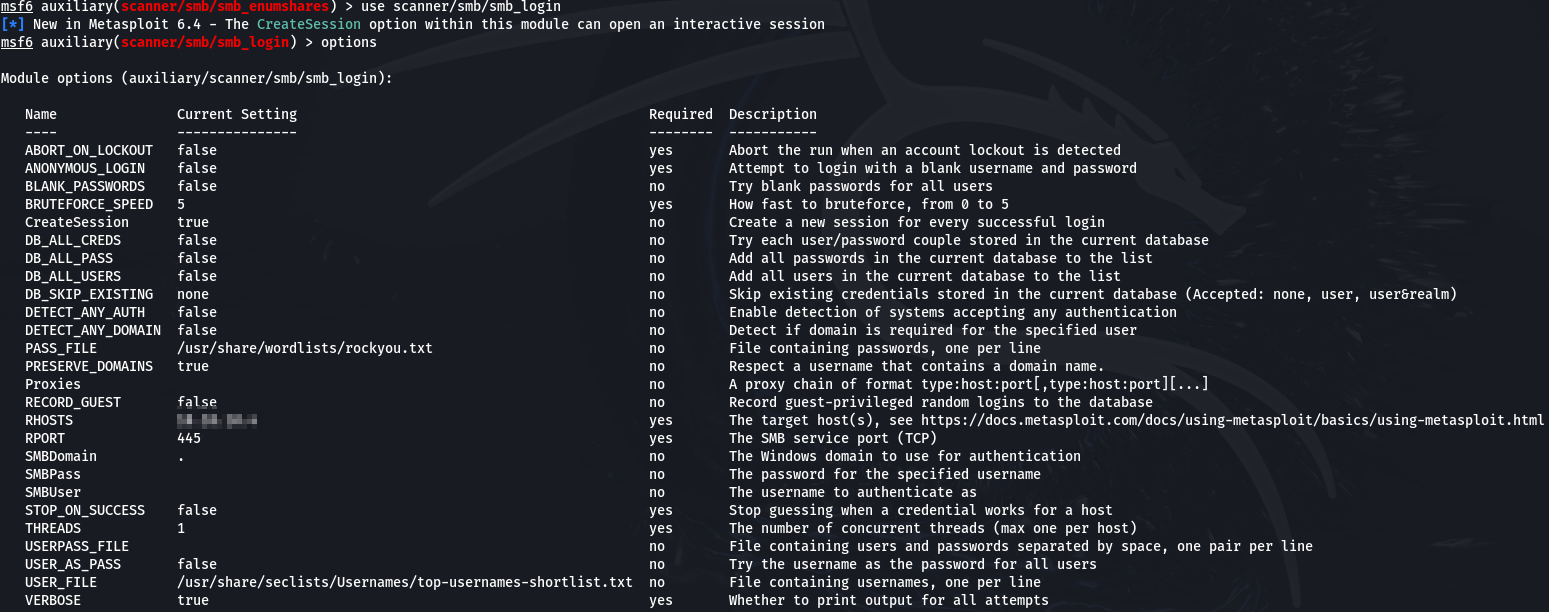 msf6 auxiliary(scanner/smb/smb_enumshares) > use scanner/smb/smb_login
[*] New in Metasploit 6.4 - The CreateSession option within this module can open an interactive session
msf6 auxiliary(scanner/smb/smb_login) > options
Module options (auxiliary/scanner/smb/smb_login):
Name Current Setting Required Description
---- --------------- -------- -----------
ABORT_ON_LOCKOUT false yes Abort the run when an account lockout is detected
ANONYMOUS_LOGIN false yes Attempt to login with a blank username and password
BLANK_PASSWORDS false no Try blank passwords for all users
BRUTEFORCE_SPEED 5 yes How fast to bruteforce, from 0 to 5
CreateSession true no Create a new session for every successful login
DB_ALL_CREDS false no Try each user/password couple stored in the current database
DB_ALL_PASS false no Add all passwords in the current database to the list
DB_ALL_USERS false no Add all users in the current database to the list
DB_SKIP_EXISTING none no Skip existing credentials stored in the current database (Accepted: none, user, user&realm)
DETECT_ANY_AUTH false no Enable detection of systems accepting any authentication
DETECT_ANY_DOMAIN false no Detect if domain is required for the specified user
PASS_FILE /usr/share/wordlists/rockyou.txt no File containing passwords, one per line
PRESERVE_DOMAINS true no Respect a username that contains a domain name.
Proxies no A proxy chain of format type:host:port[,type:host:port][...]
RECORD_GUEST false no Record guest-privileged random logins to the database
RHOSTS yes The target host(s), see https://docs.metasploit.com/docs/using-metasploit/basics/using-metasploit.html
RPORT 445 yes The SMB service port (TCP)
SMBDomain . no The Windows domain to use for authentication
SMBPass no The password for the specified username
SMBUser no The username to authenticate as
STOP_ON_SUCCESS false yes Stop guessing when a credential works for a host
THREADS 1 yes The number of concurrent threads (max one per host)
USERPASS_FILE no File containing users and passwords separated by space, one pair per line
USER_AS_PASS false no Try the username as the password for all users
USER_FILE /usr/share/seclists/Usernames/top-usernames-shortlist.txt no File containing usernames, one per line
VERBOSE true yes Whether to print output for all attempts